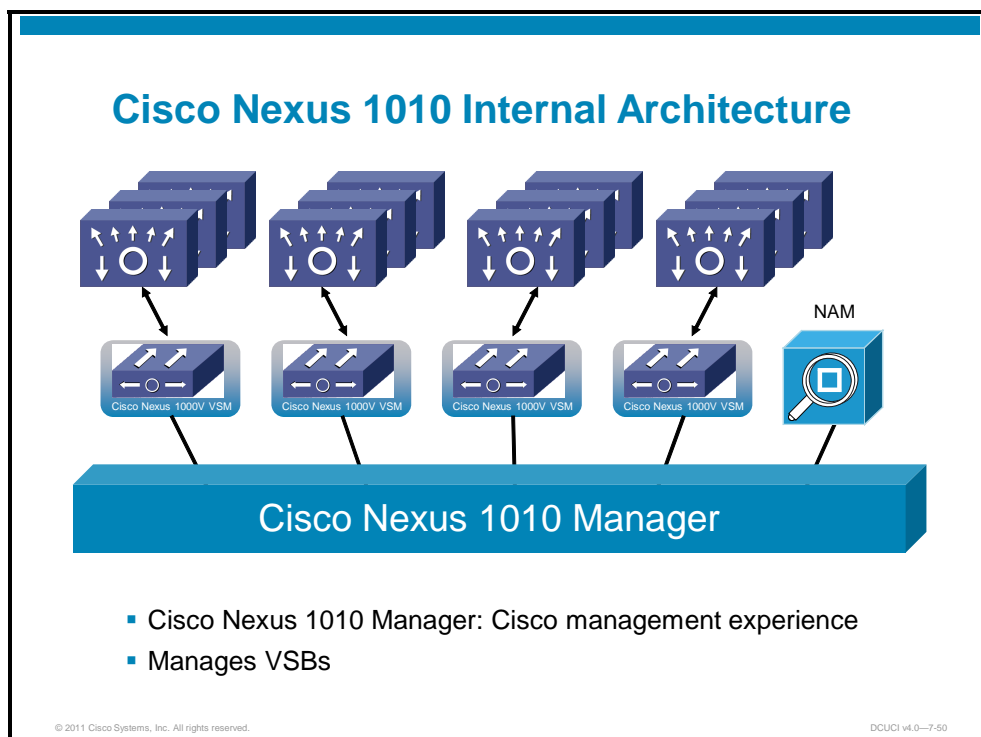 Cisco Nexus 1010 Internal Architecture
NAM
Cisco Nexus 1000V VSM
Cisco Nexus 1000V VSM
Cisco Nexus 1000V VSM
Cisco Nexus 1000V VSM
Cisco Nexus 1010 Manager
▪ Cisco Nexus 1010 Manager: Cisco management experience
▪ Manages VSBs
© 2011 Cisco Systems, Inc. All rights reserved.
DCUCI v4.0—7-50